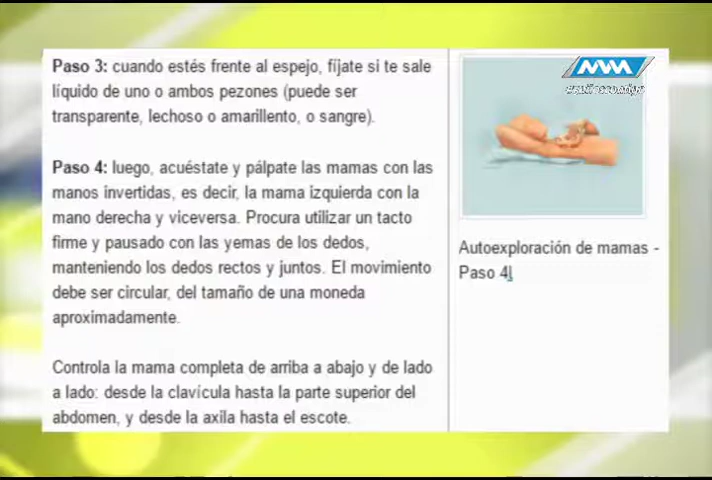 Paso 3: cuando estés frente al espejo, fíjate si te sale
líquido de uno o ambos pezones (puede ser
transparente, lechoso o amarillento, o sangre).
Paso 4: luego, acuéstate y pálpate las mamas con las
manos invertidas, es decir, la mama izquierda con la
mano derecha y viceversa. Procura utilizar un tacto
firme y pausado con las yemas de los dedos,
manteniendo los dedos rectos y juntos. El movimiento
debe ser circular, del tamaño de una moneda
aproximadamente.
Controla la mama completa de arriba a abajo y de lado
a lado: desde la clavícula hasta la parte superior del
abdomen, y desde la axila hasta el escote.
Autoexploración de mamas -
Paso 4